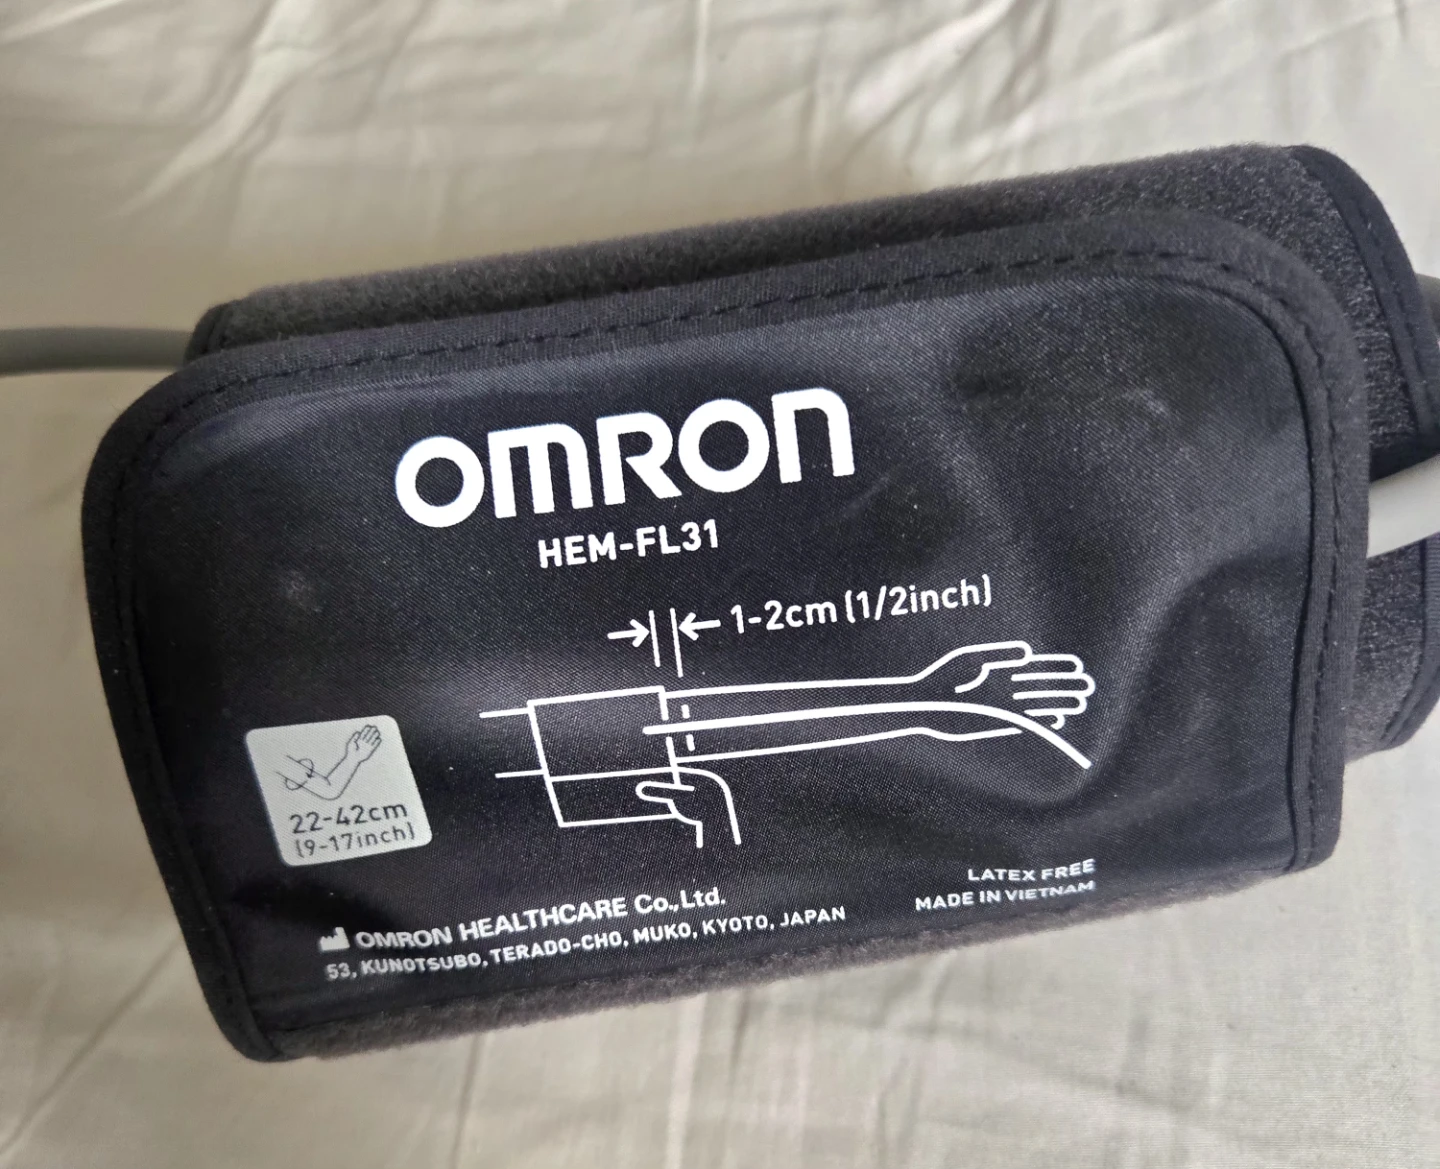 OMRON
HEM-FL31
1-2cm (1/2inch)
22-42cm
(9-17inch)
LATEX FREE
MADE IN VIETNAM
OMRON HEALTHCARE Co.,Ltd.
53, KUNOTSUBO, TERADO-CHO, MUKO, KYOTO, JAPAN